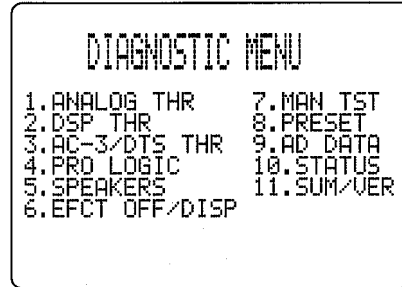 DIAGNOSTIC MENU
1.ANALOG THR
2.DSP THR
3.AC-3/DTS THR
4.PRO LOGIC
5.SPEAKERS
6.EFCT OFF/DISP
7.MAN TST
8.PRESET
9.AD DATA
10.STATUS
11.SUM/VER